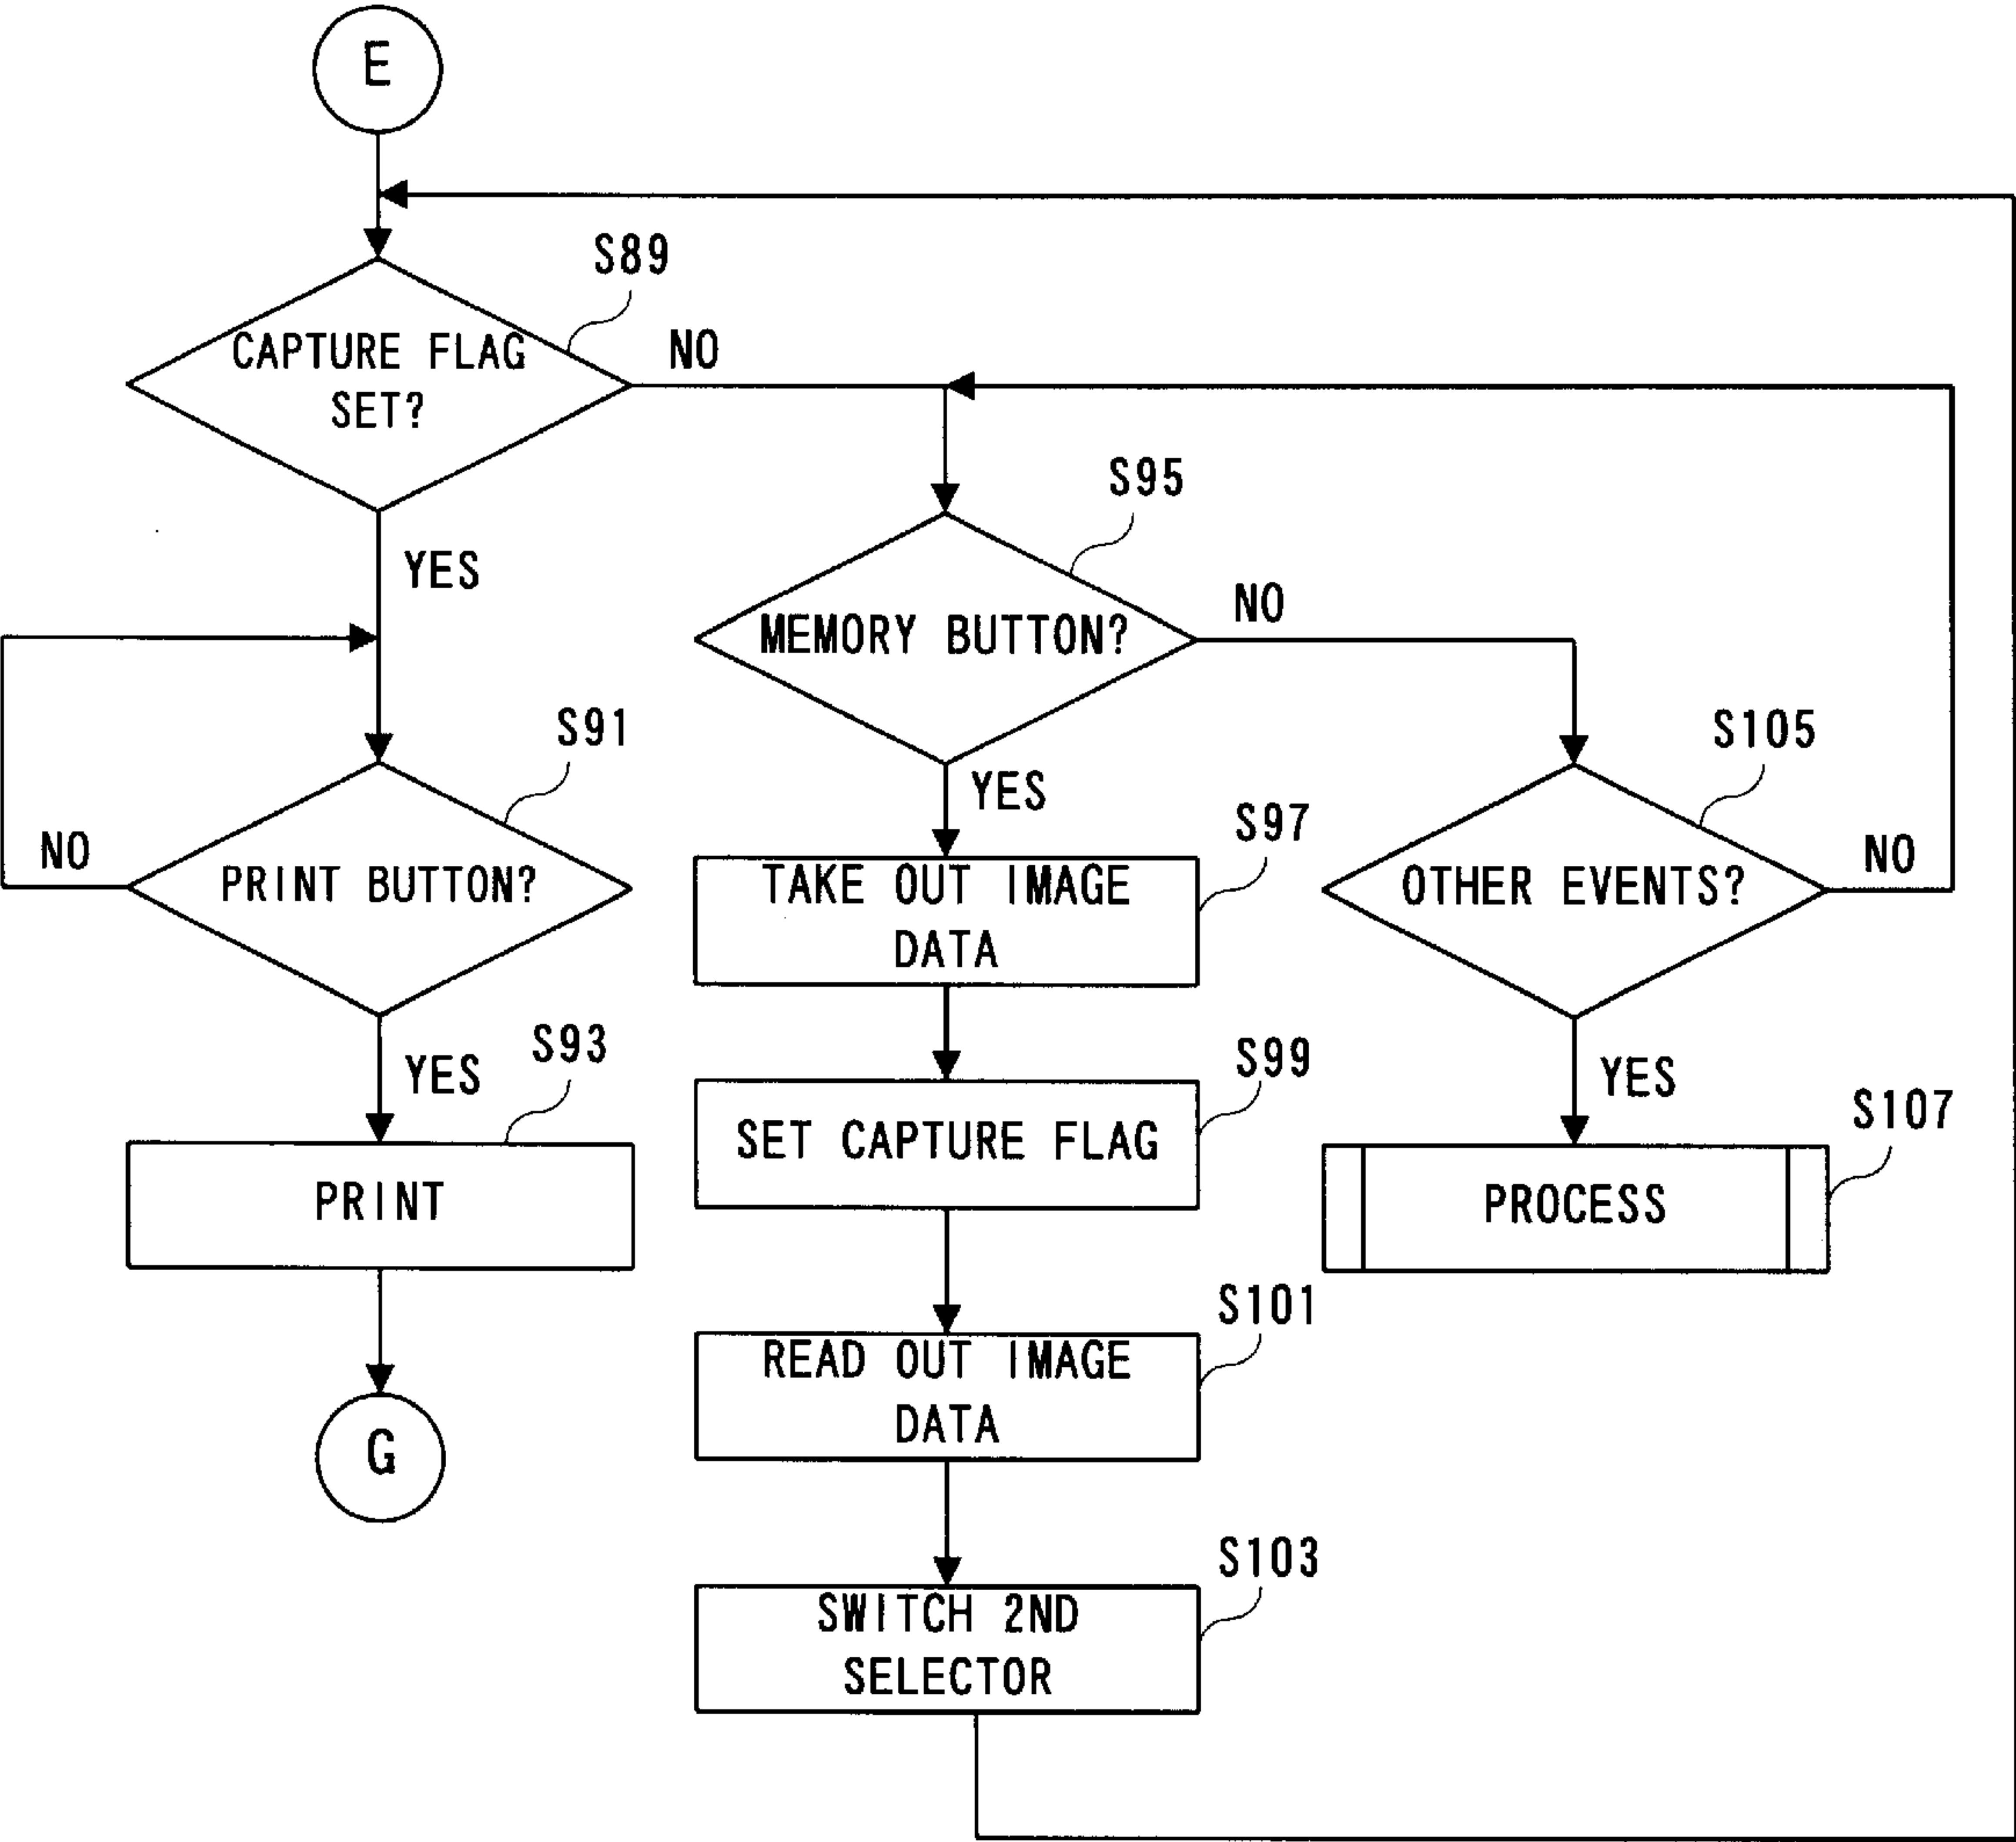 E
S89
CAPTURE FLAG
SET?
NO
YES
S95
MEMORY BUTTON?
NO
YES
S91
PRINT BUTTON?
NO
YES
S105
OTHER EVENTS?
NO
YES
S97
TAKE OUT IMAGE
DATA
S93
PRINT
S99
SET CAPTURE FLAG
S107
PROCESS
S101
READ OUT IMAGE
DATA
G
S103
SWITCH 2ND
SELECTOR